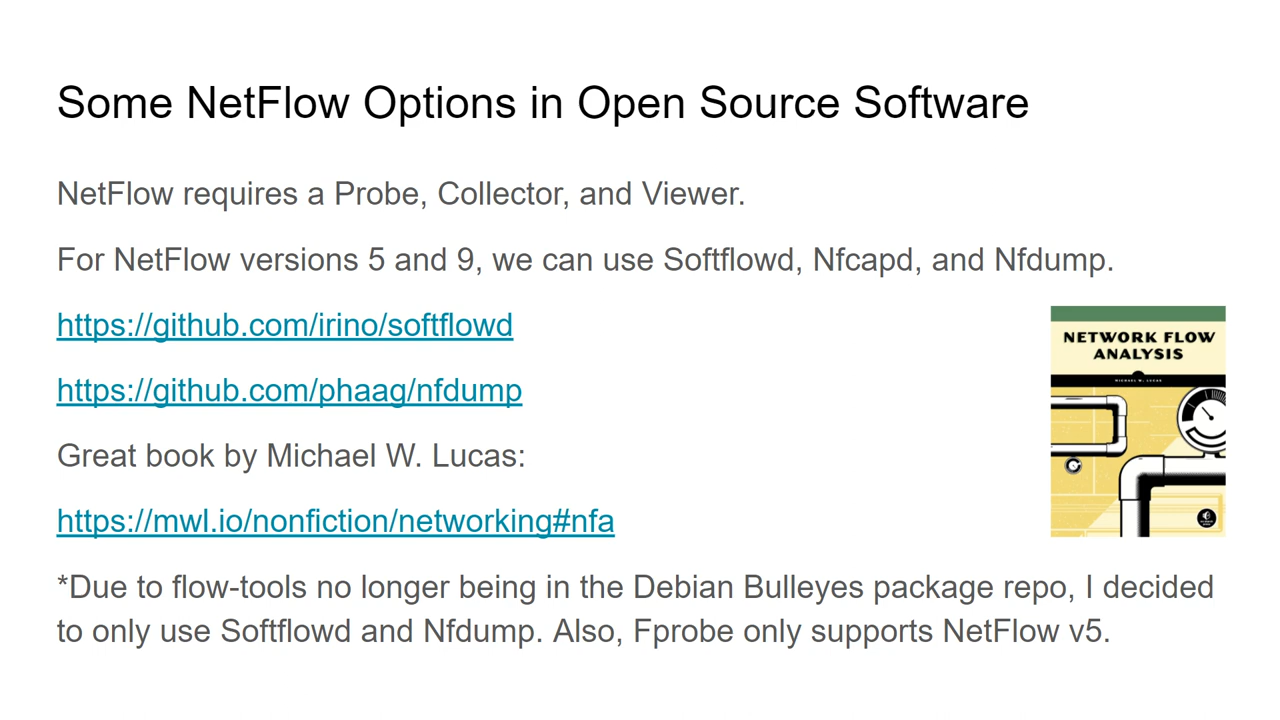 Some NetFlow Options in Open Source Software
NetFlow requires a Probe, Collector, and Viewer.
For NetFlow versions 5 and 9, we can use Softflowd, Nfcapd, and Nfdump.
https://github.com/irino/softflowd
https://github.com/phaag/nfdump
Great book by Michael W. Lucas:
https://mwl.io/nonfiction/networking#nfa
*Due to flow-tools no longer being in the Debian Bulleyes package repo, I decided
to only use Softflowd and Nfdump. Also, Fprobe only supports NetFlow v5.
NETWORK FLOW
ANALYSIS
MICHAEL W. LUCAS